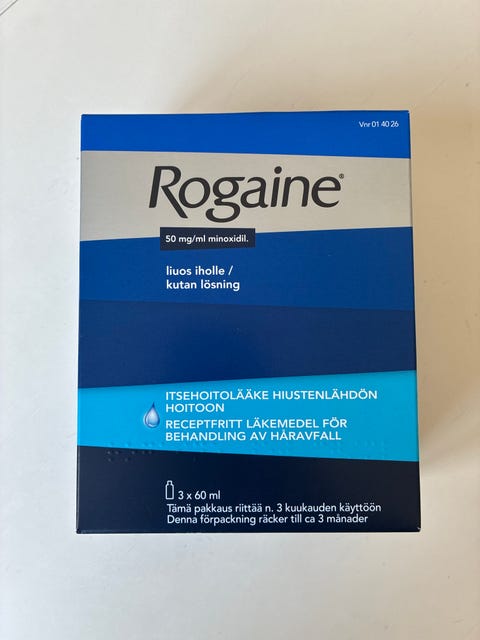 Vnr 01 40 26
Rogaine®
50 mg/ml minoxidil.
liuos iholle /
kutan lösning
ITSEHOITOLÄÄKE HIUSTENLÄHDÖN
HOITOON
RECEPTFRITT LÄKEMEDEL FÖR
BEHANDLING AV HÅRAVFALL
3 x 60 ml
Tämä pakkaus riittää n. 3 kuukauden käyttöön
Denna förpackning räcker till ca 3 månader